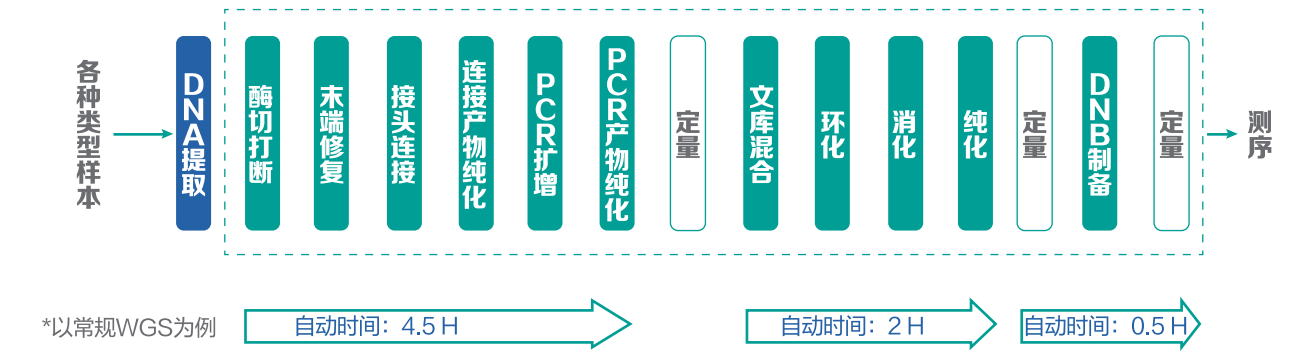 各种类型样本
DNA提取
酶切打断
末端修复
接头连接
连接产物纯化
PCR扩增
PCR产物纯化
定量
文库混合
环化
消化
纯化
定量
DNB制备
定量
测序
*以常规WGS为例
自动时间：4.5 H
自动时间：2 H
自动时间：0.5 H